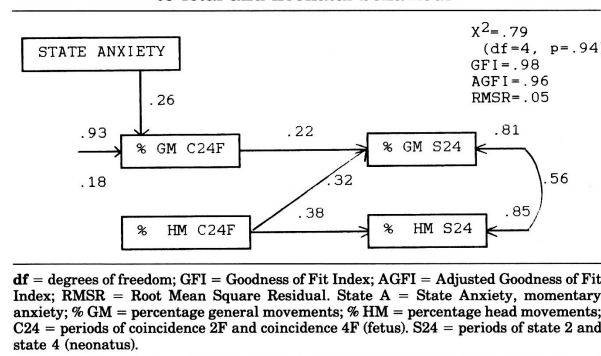 X²=.79
(df=4, p=.94
GFI=.98
AGFI=.96
RMSR=.05
STATE ANXIETY
.26
.93
% GM C24F
.22
% GM S24
.81
.18
.32
.56
% HM C24F
.38
% HM S24
.85
df = degrees of freedom; GFI = Goodness of Fit Index; AGFI = Adjusted Goodness of Fit
Index; RMSR = Root Mean Square Residual. State A = State Anxiety, momentary
anxiety; % GM = percentage general movements; % HM = percentage head movements;
C24 = periods of coincidence 2F and coincidence 4F (fetus). S24 = periods of state 2 and
state 4 (neonatus).